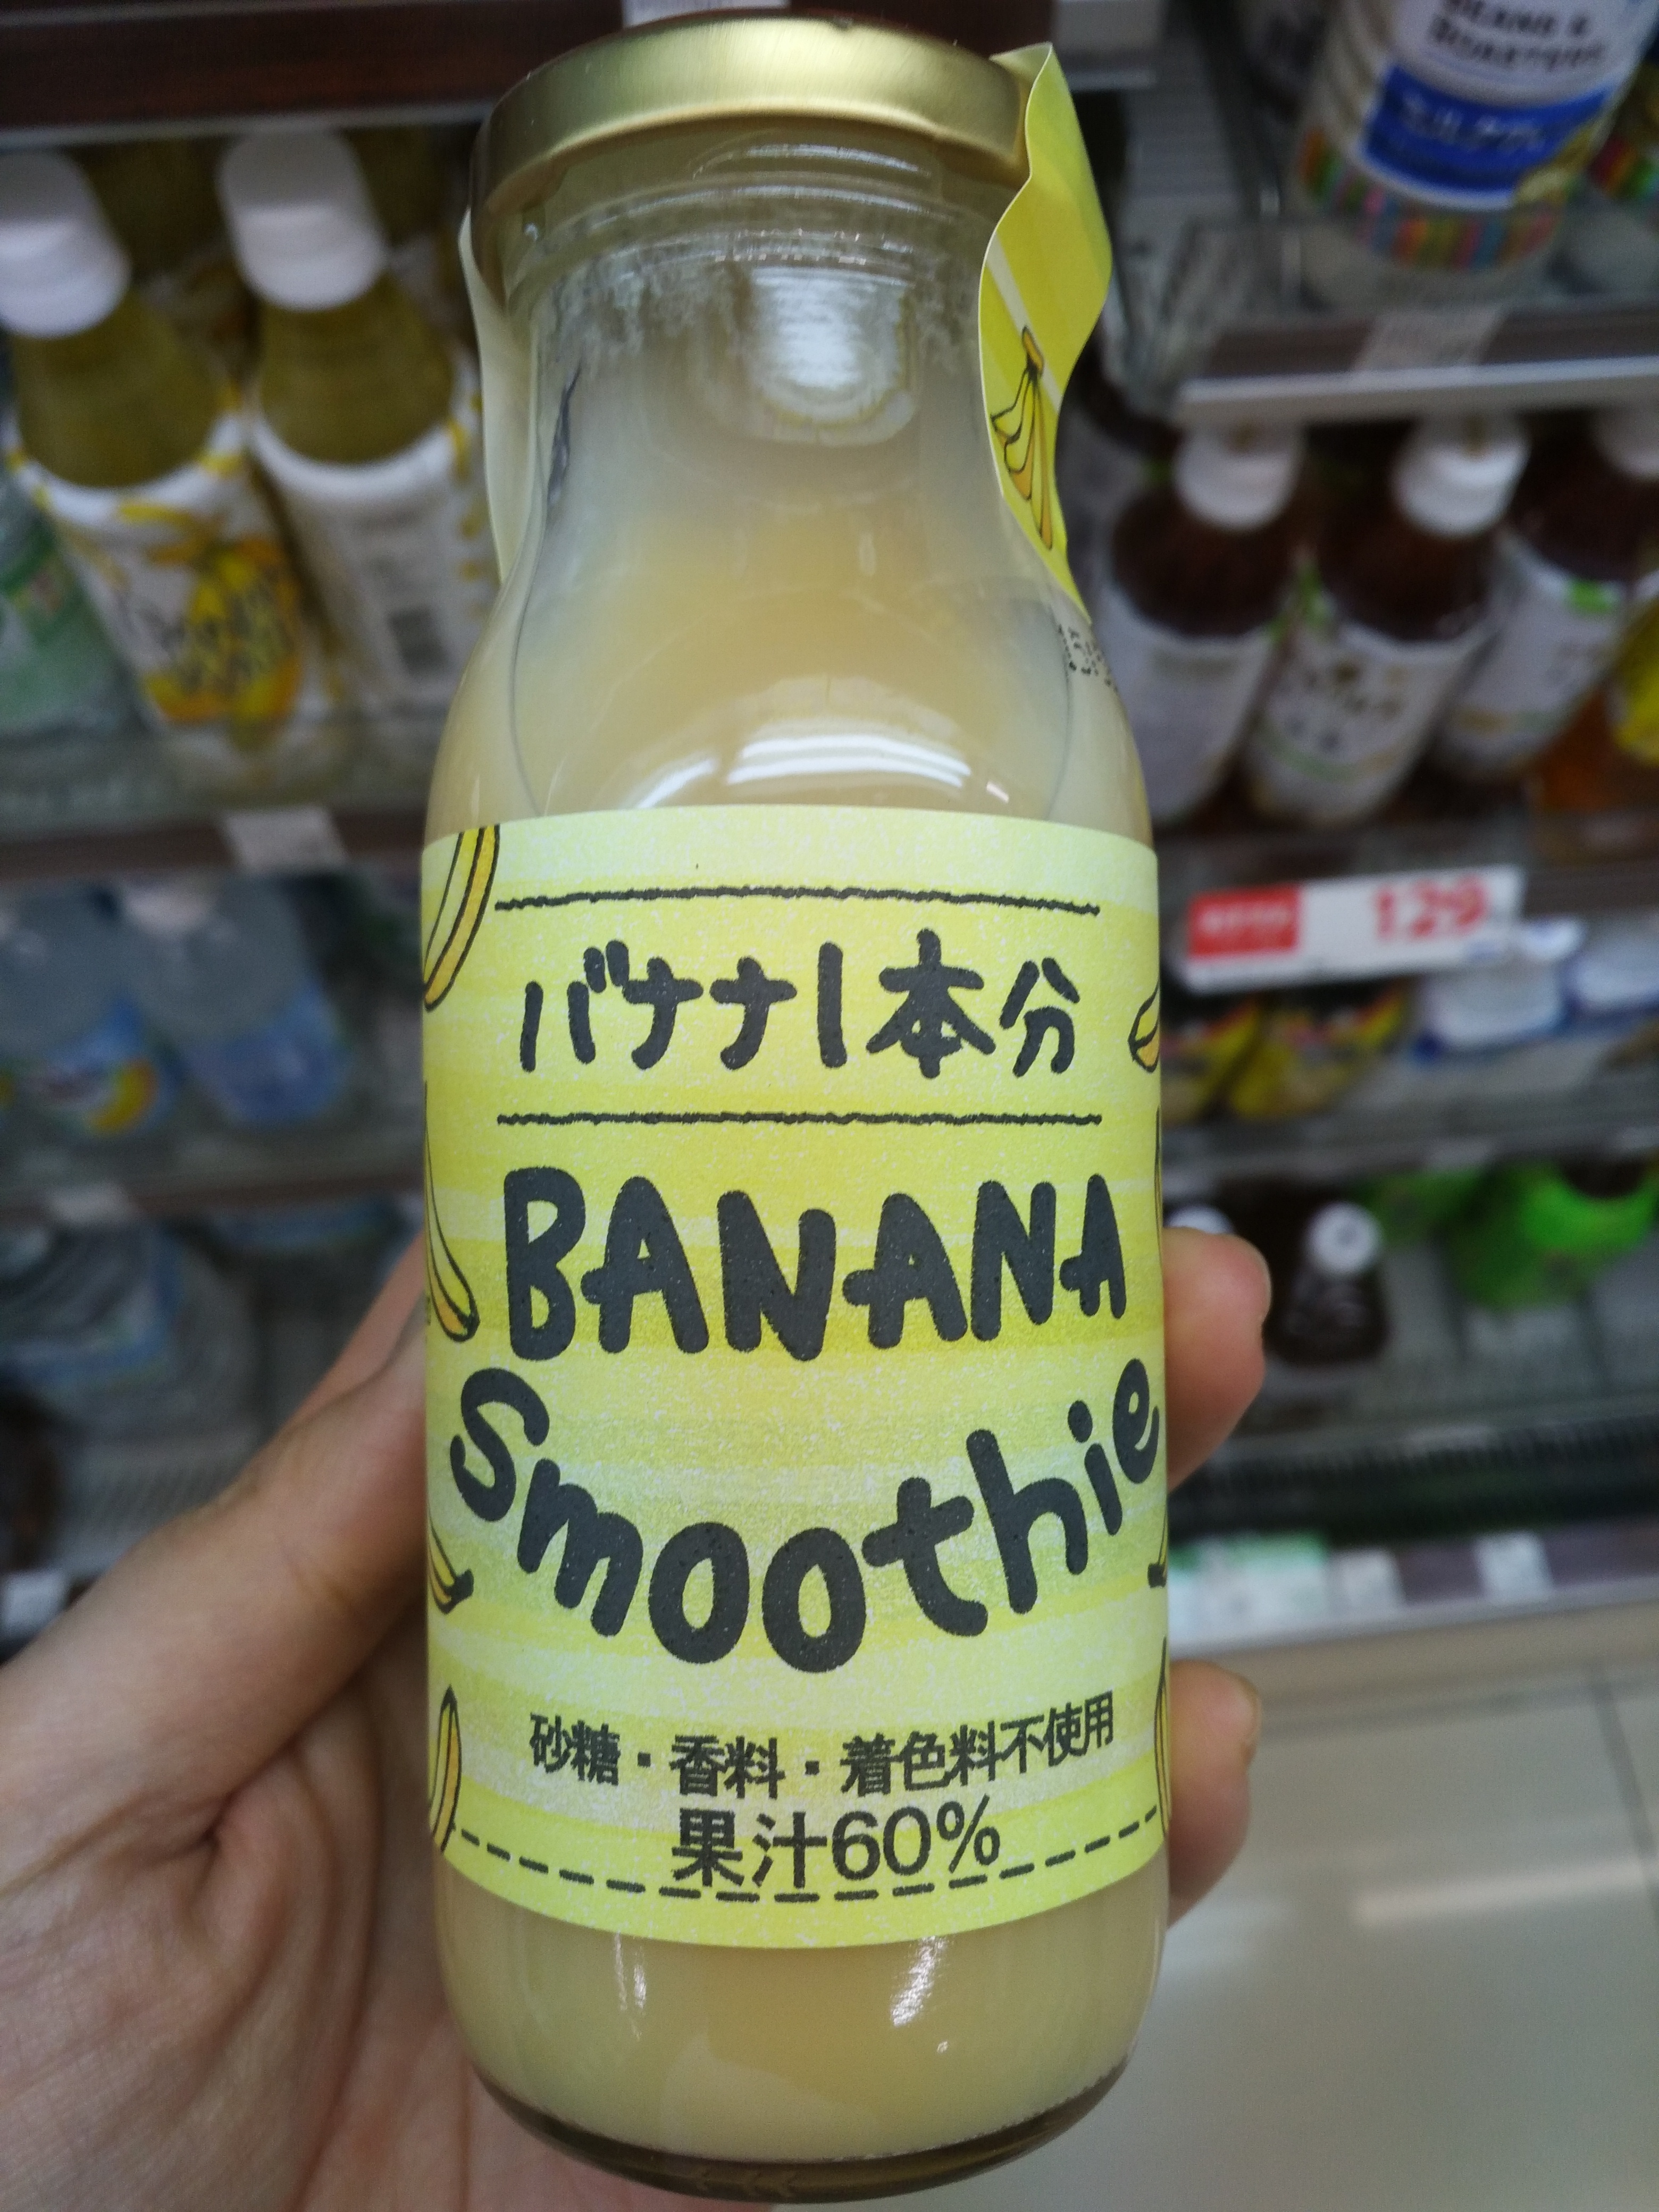 バナナ1本分
BANANA
Smoothie
砂糖・香料・着色料不使用
果汁60%
129